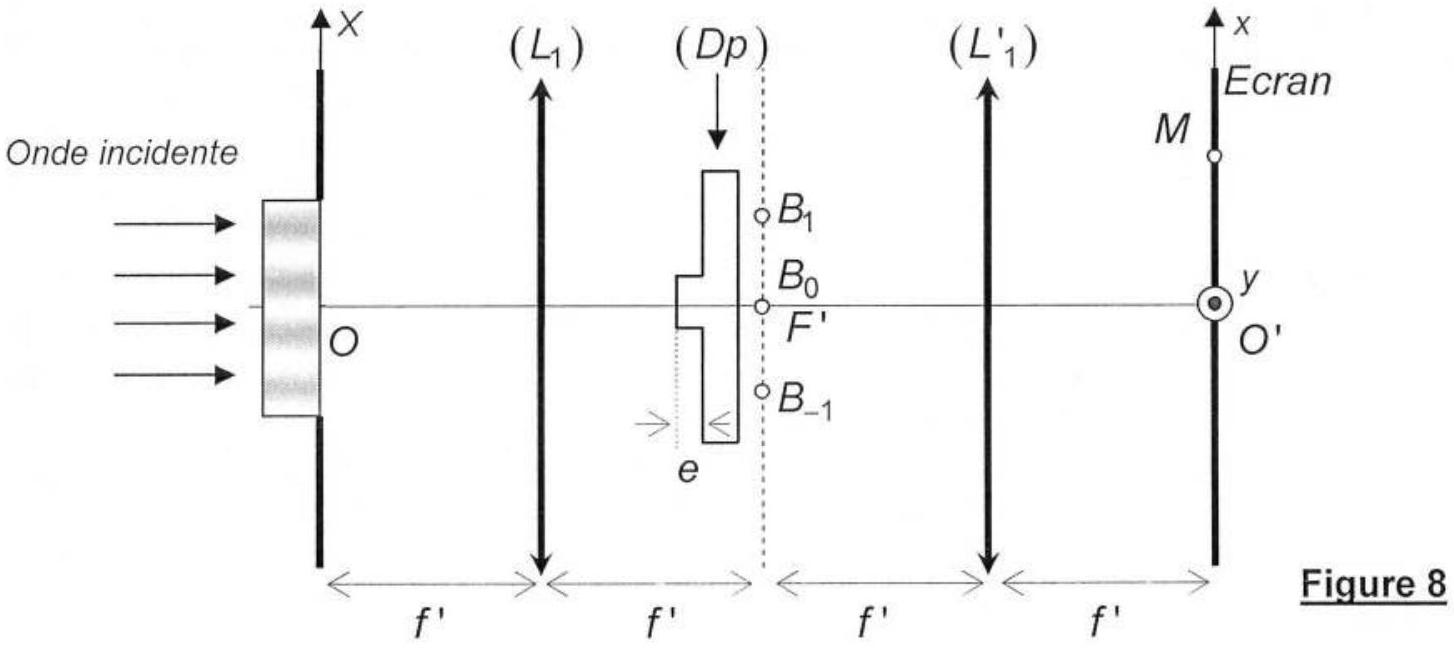 X
(L₁)
(Dp)
(L'₁)
x
Ecran
Onde incidente
M
B₁
B₀
F'
O
y
O'
B₋₁
e
f'
f'
f'
f'
Figure 8